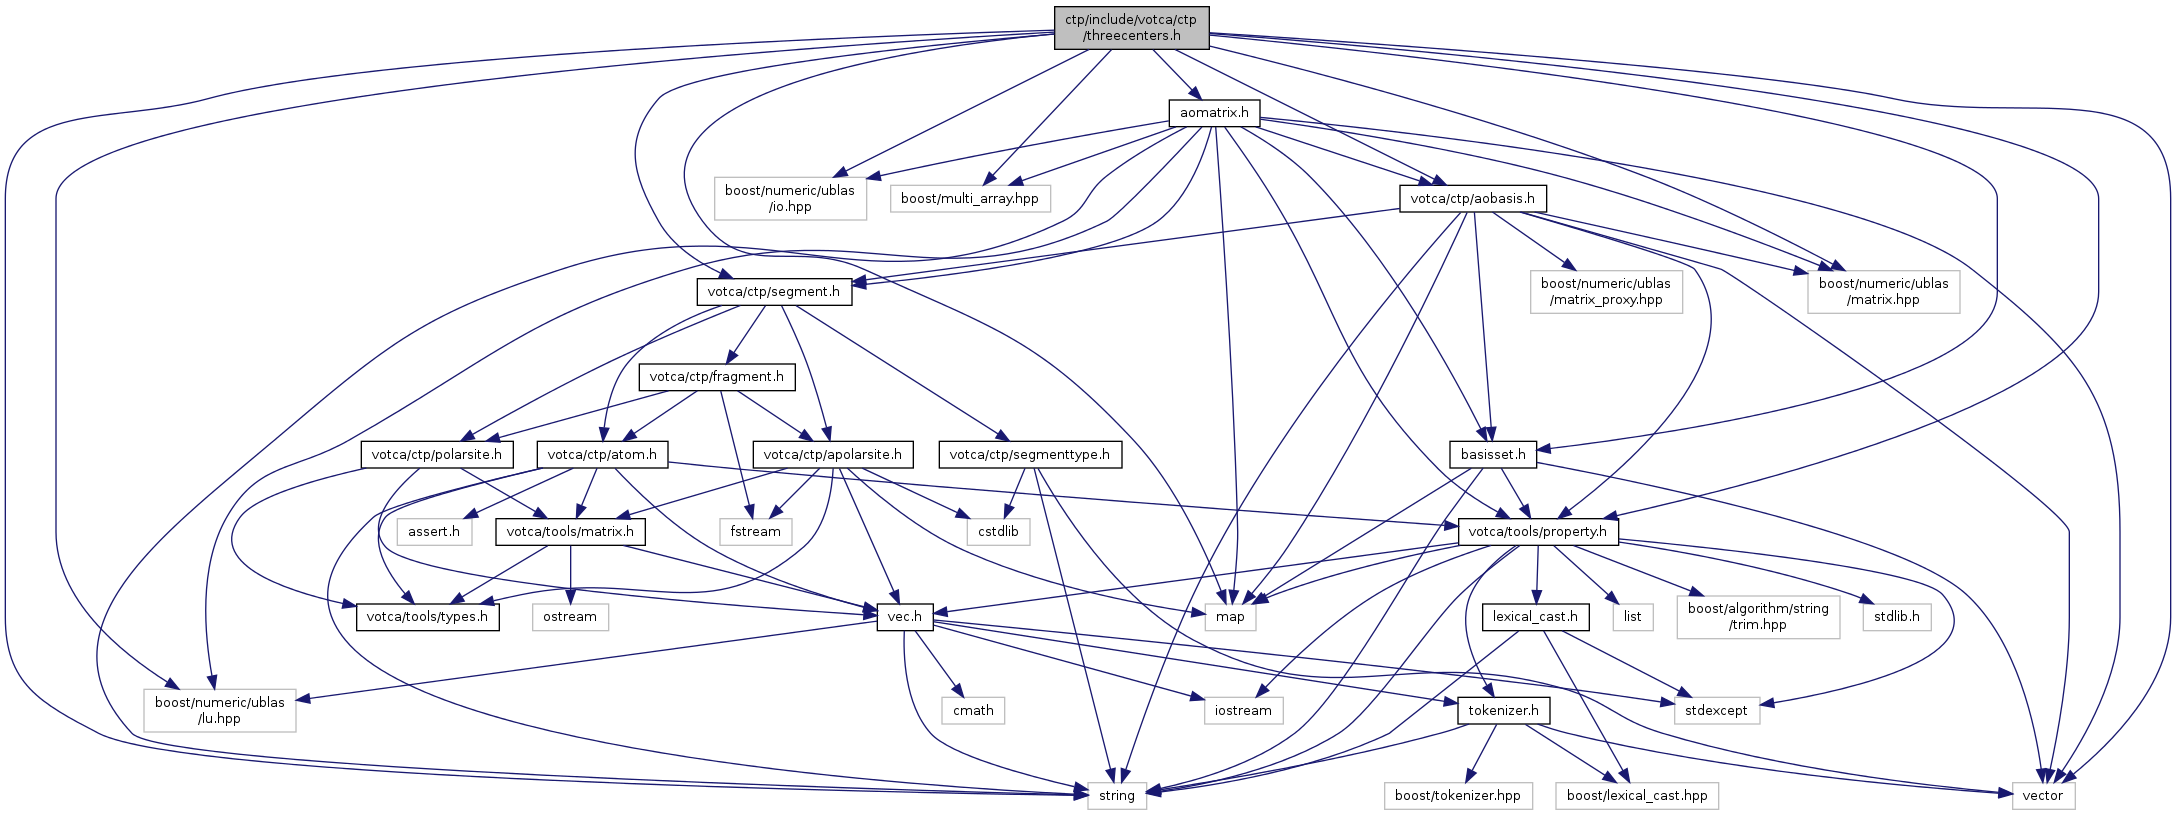 ctp/include/votca/ctp
/threecenters.h
aomatrix.h
boost/numeric/ublas
/io.hpp
boost/multi_array.hpp
votca/ctp/aobasis.h
votca/ctp/segment.h
boost/numeric/ublas
/matrix_proxy.hpp
boost/numeric/ublas
/matrix.hpp
votca/ctp/fragment.h
votca/ctp/polarsite.h
votca/ctp/atom.h
votca/ctp/apolarsite.h
votca/ctp/segmenttype.h
basisset.h
assert.h
votca/tools/matrix.h
fstream
cstdlib
votca/tools/property.h
votca/tools/types.h
ostream
vec.h
map
lexical_cast.h
list
boost/algorithm/string
/trim.hpp
stdlib.h
boost/numeric/ublas
/lu.hpp
cmath
iostream
tokenizer.h
stdexcept
string
boost/tokenizer.hpp
boost/lexical_cast.hpp
vector